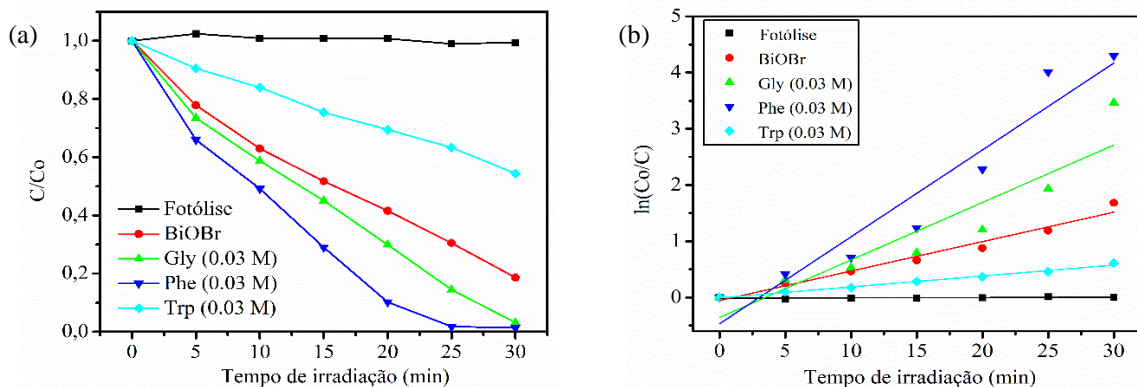 (a)
C/Co
1,0
0,8
0,6
0,4
0,2
0,0
Fotólise
BiOBr
Gly (0.03 M)
Phe (0.03 M)
Trp (0.03 M)
0 5 10 15 20 25 30
Tempo de irradiação (min)
(b)
ln(Co/C)
5
4
3
2
1
0
Fotólise
BiOBr
Gly (0.03 M)
Phe (0.03 M)
Trp (0.03 M)
0 5 10 15 20 25 30
Tempo de irradiação (min)